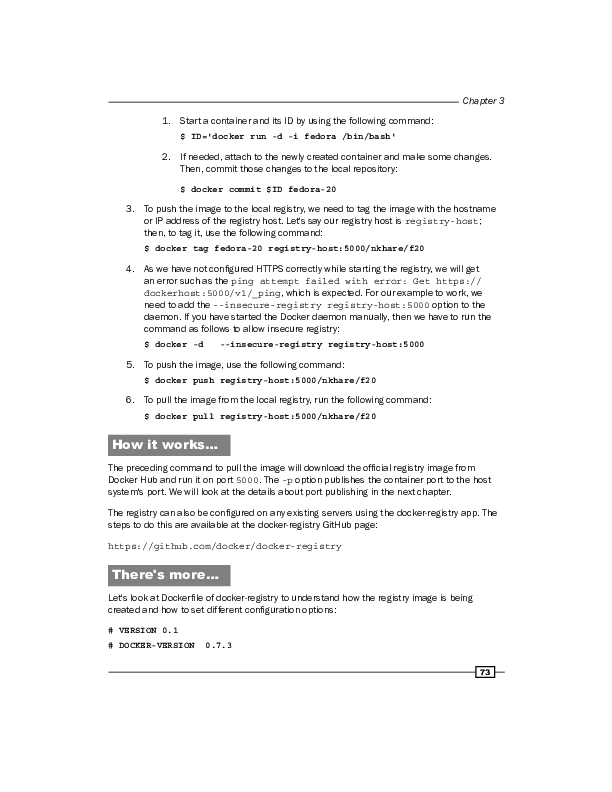 Chapter 3
1. Start a container and its ID by using the following command:
$ ID='docker run -d -i fedora /bin/bash'
2. If needed, attach to the newly created container and make some changes.
Then, commit those changes to the local repository:
$ docker commit $ID fedora-20
3. To push the image to the local registry, we need to tag the image with the hostname
or IP address of the registry host. Let's say our registry host is registry-host;
then, to tag it, use the following command:
$ docker tag fedora-20 registry-host:5000/nkhare/f20
4. As we have not configured HTTPS correctly while starting the registry, we will get
an error such as the ping attempt failed with error: Get https://
dockerhost:5000/v1/_ping, which is expected. For our example to work, we
need to add the --insecure-registry registry-host:5000 option to the
daemon. If you have started the Docker daemon manually, then we have to run the
command as follows to allow insecure registry:
$ docker -d   --insecure-registry registry-host:5000
5. To push the image, use the following command:
$ docker push registry-host:5000/nkhare/f20
6. To pull the image from the local registry, run the following command:
$ docker pull registry-host:5000/nkhare/f20
How it works...
The preceding command to pull the image will download the official registry image from
Docker Hub and run it on port 5000. The -p option publishes the container port to the host
system's port. We will look at the details about port publishing in the next chapter.
The registry can also be configured on any existing servers using the docker-registry app. The
steps to do this are available at the docker-registry GitHub page:
https://github.com/docker/docker-registry
There's more...
Let's look at Dockerfile of docker-registry to understand how the registry image is being
created and how to set different configuration options:
# VERSION 0.1
# DOCKER-VERSION  0.7.3
73